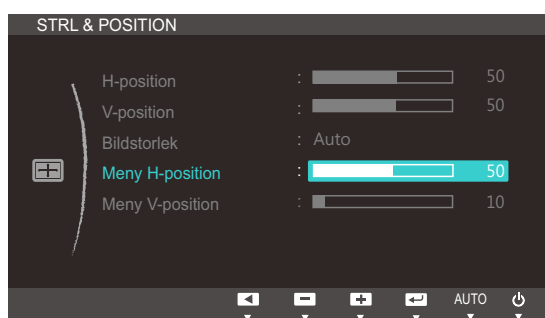 STRL & POSITION
H-position : 50
V-position : 50
Bildstorlek : Auto
Meny H-position : 50
Meny V-position : 10
AUTO